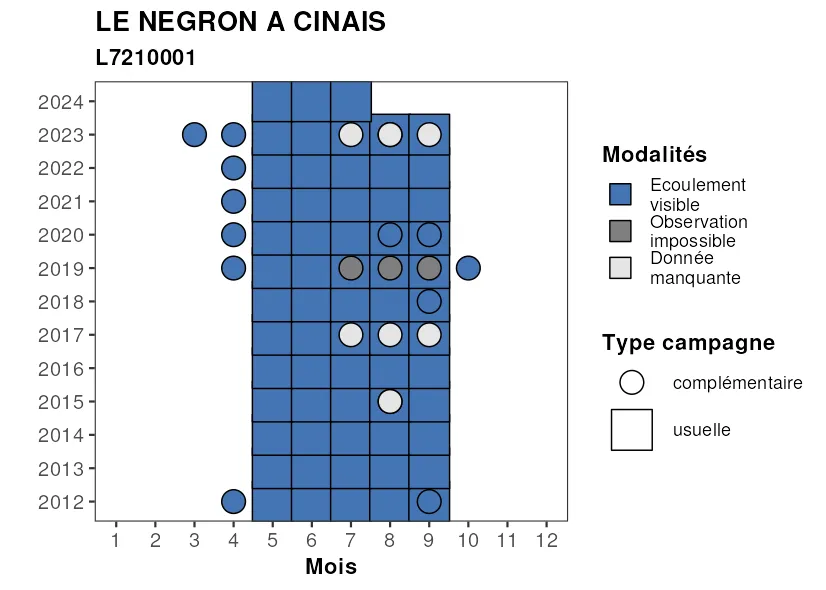 LE NEGRON A CINAIS
L7210001
2024
2023
2022
2021
2020
2019
2018
2017
2016
2015
2014
2013
2012
1 2 3 4 5 6 7 8 9 10 11 12
Mois
Modalités
Ecoulement
visible
Observation
impossible
Donnée
manquante
Type campagne
complémentaire
usuelle